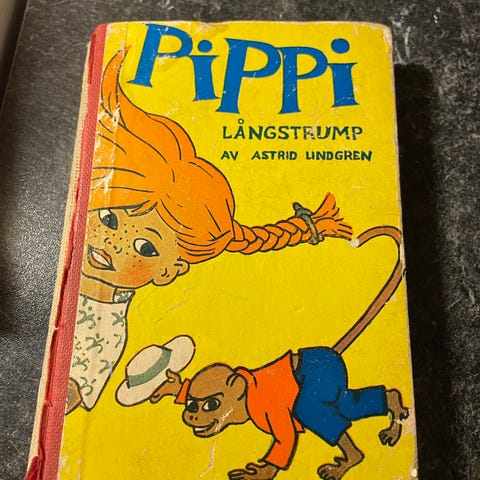 PiPPi
LÅNGSTRUMP
AV ASTRID LINDGREN